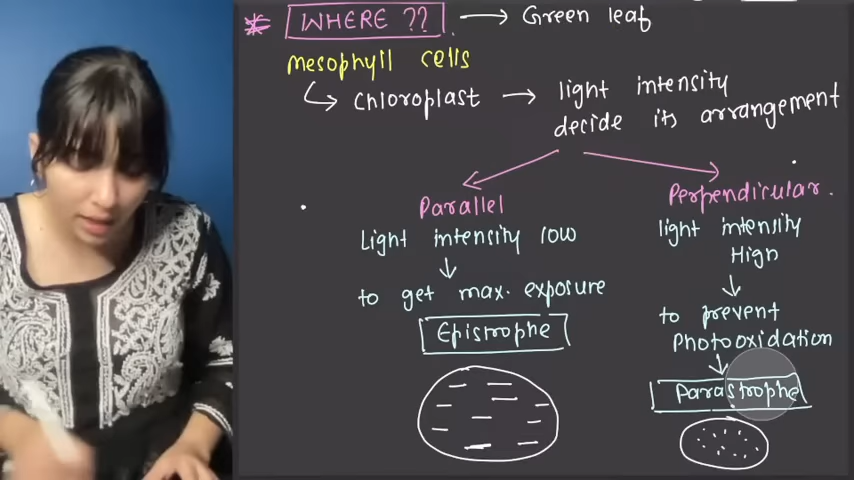 * WHERE ?? → Green leaf
mesophyll cells
↳ chloroplast → light intensity
decide its arrangement
Parallel
Light intensity low
↓
to get max. exposure
Epistrophe
Perpendicular
light intensity
High
↓
to prevent
Photooxidation
↓
Parastrophe